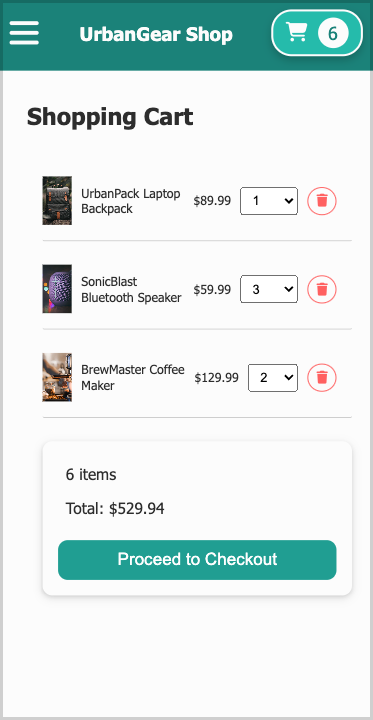 UrbanGear Shop
6
Shopping Cart
UrbanPack Laptop
Backpack
$89.99
1
SonicBlast
Bluetooth Speaker
$59.99
3
BrewMaster Coffee
Maker
$129.99
2
6 items
Total: $529.94
Proceed to Checkout